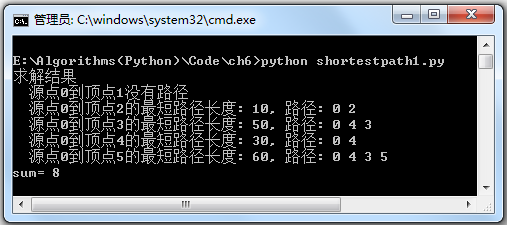 管理员: C:\windows\system32\cmd.exe
E:\Algorithms(Python)\Code\ch6>python shortestpath1.py
求解结果
源点0到顶点1没有路径
源点0到顶点2的最短路径长度: 10, 路径: 0 2
源点0到顶点3的最短路径长度: 50, 路径: 0 4 3
源点0到顶点4的最短路径长度: 30, 路径: 0 4
源点0到顶点5的最短路径长度: 60, 路径: 0 4 3 5
sum= 8